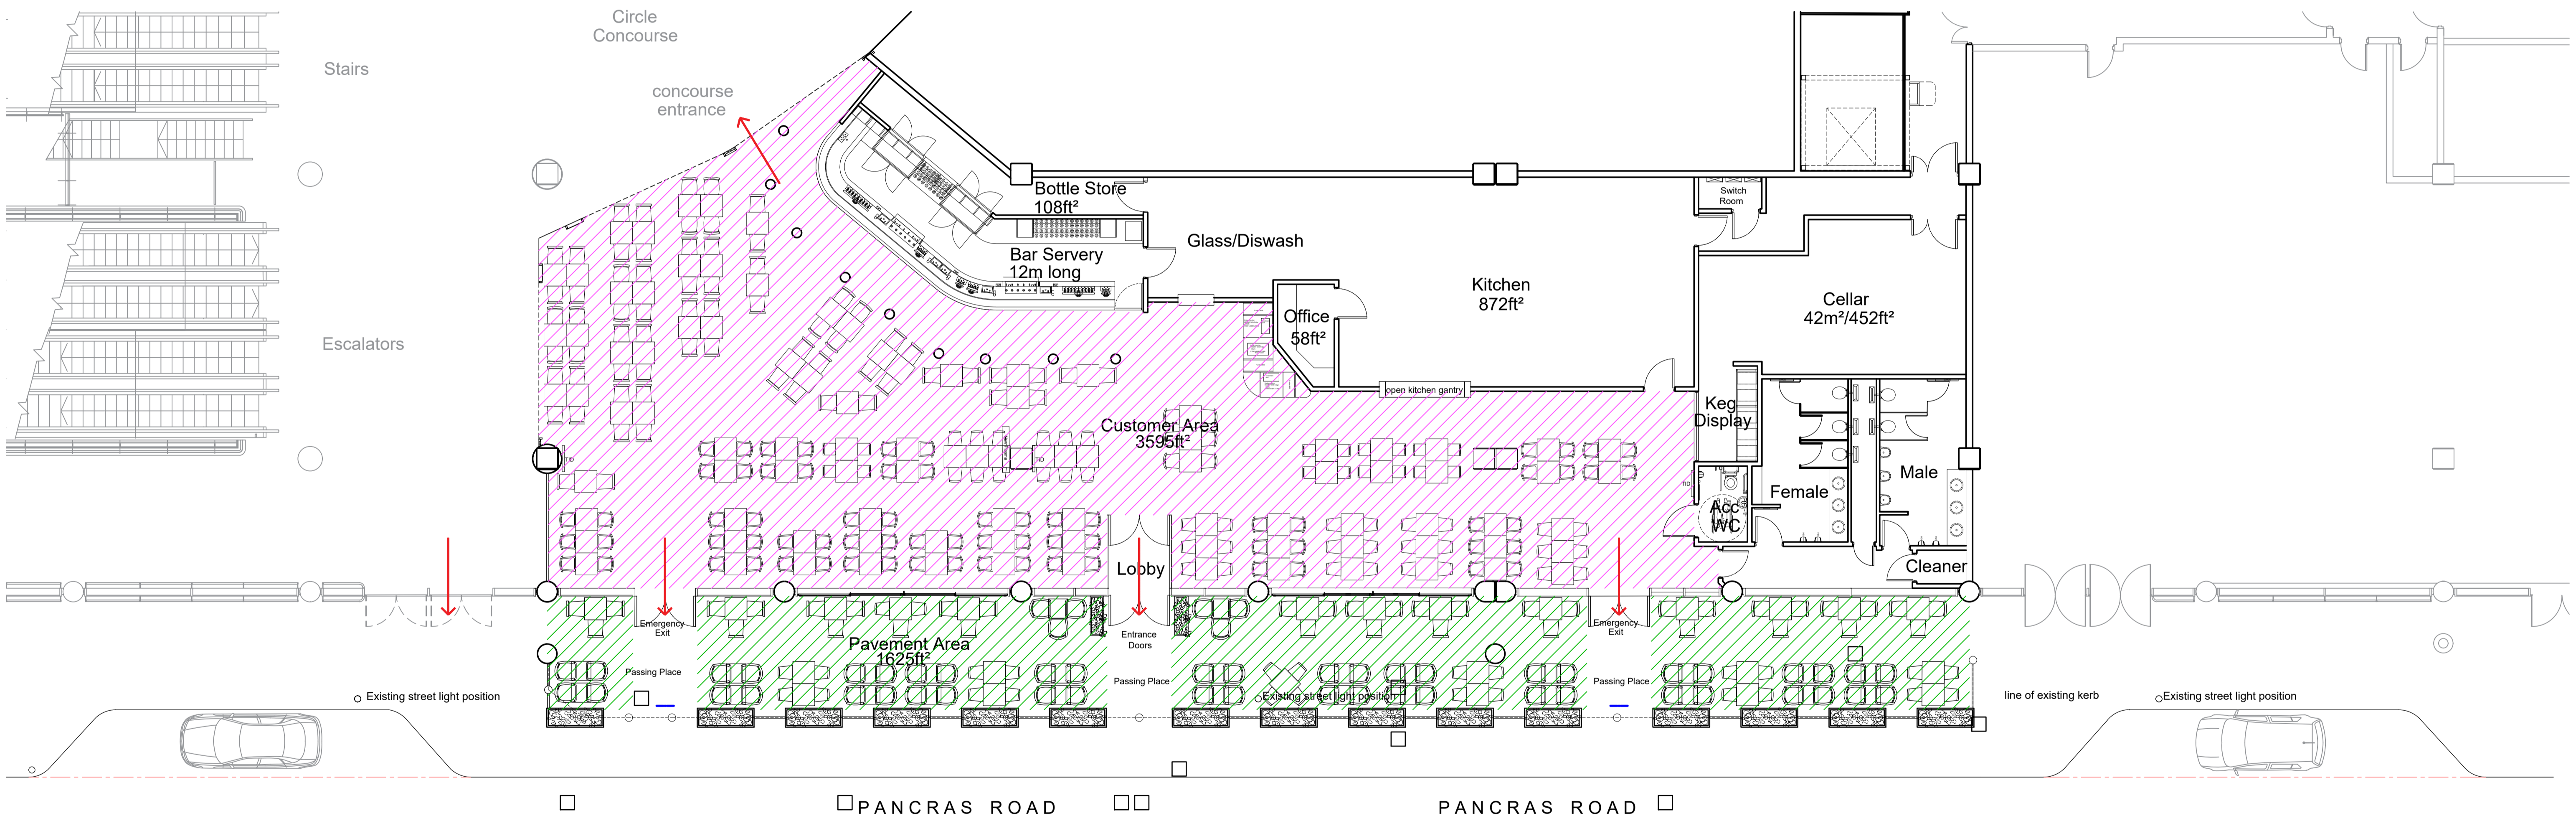 Circle
Concourse
Stairs
concourse
entrance
Bottle Store
108ft²
Switch
Room
Glass/Diswash
Bar Servery
12m long
Kitchen
872ft²
Cellar
42m²/452ft²
Office
58ft²
Escalators
open kitchen gantry
Keg
Display
Customer Area
3595ft²
TID
TID
TID
Male
Female
Acc
WC
Lobby
Cleaner
Emergency
Exit
Entrance
Doors
Emergency
Exit
Pavement Area
1625ft²
Passing Place
Passing Place
Passing Place
Existing street light position
Existing street light position
line of existing kerb
Existing street light position
PANCRAS ROAD
PANCRAS ROAD